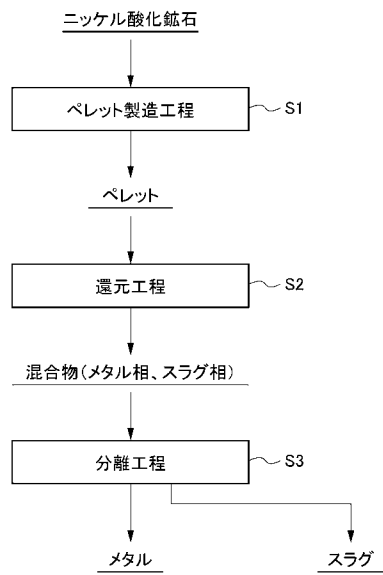 ニッケル酸化鉱石
ペレット製造工程
S1
ペレット
還元工程
S2
混合物(メタル相、スラグ相)
分離工程
S3
メタル
スラグ